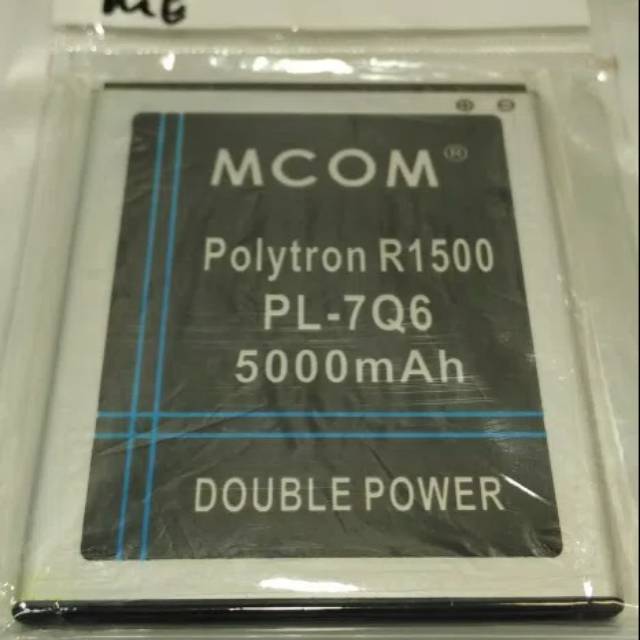 MCOM®
Polytron R1500
PL-7Q6
5000mAh
DOUBLE POWER